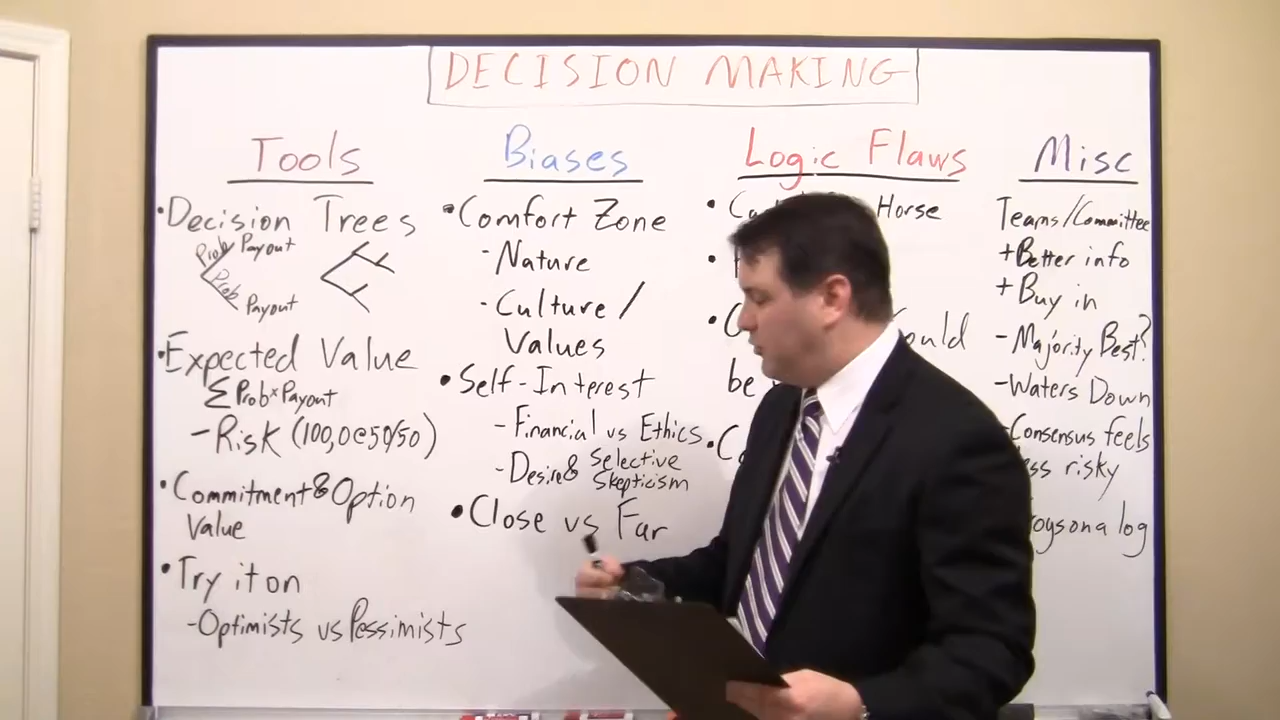 DECISION MAKING
Tools
• Decision Trees
Prob Payout
Prob
Payout
• Expected Value
Σ Prob × Payout
- Risk (100,0@50/50)
• Commitment & Option
Value
• Try it on
- Optimists vs Pessimists
Biases
• Comfort Zone
- Nature
- Culture /
Values
• Self-Interest
- Financial vs Ethics
- Desire & Selective
Skepticism
• Close vs Far
Logic Flaws
Horse
be
Misc
Teams/Committee
+ Better info
+ Buy in
- Majority Best?
- Waters Down
Consensus feels
risky
on a log